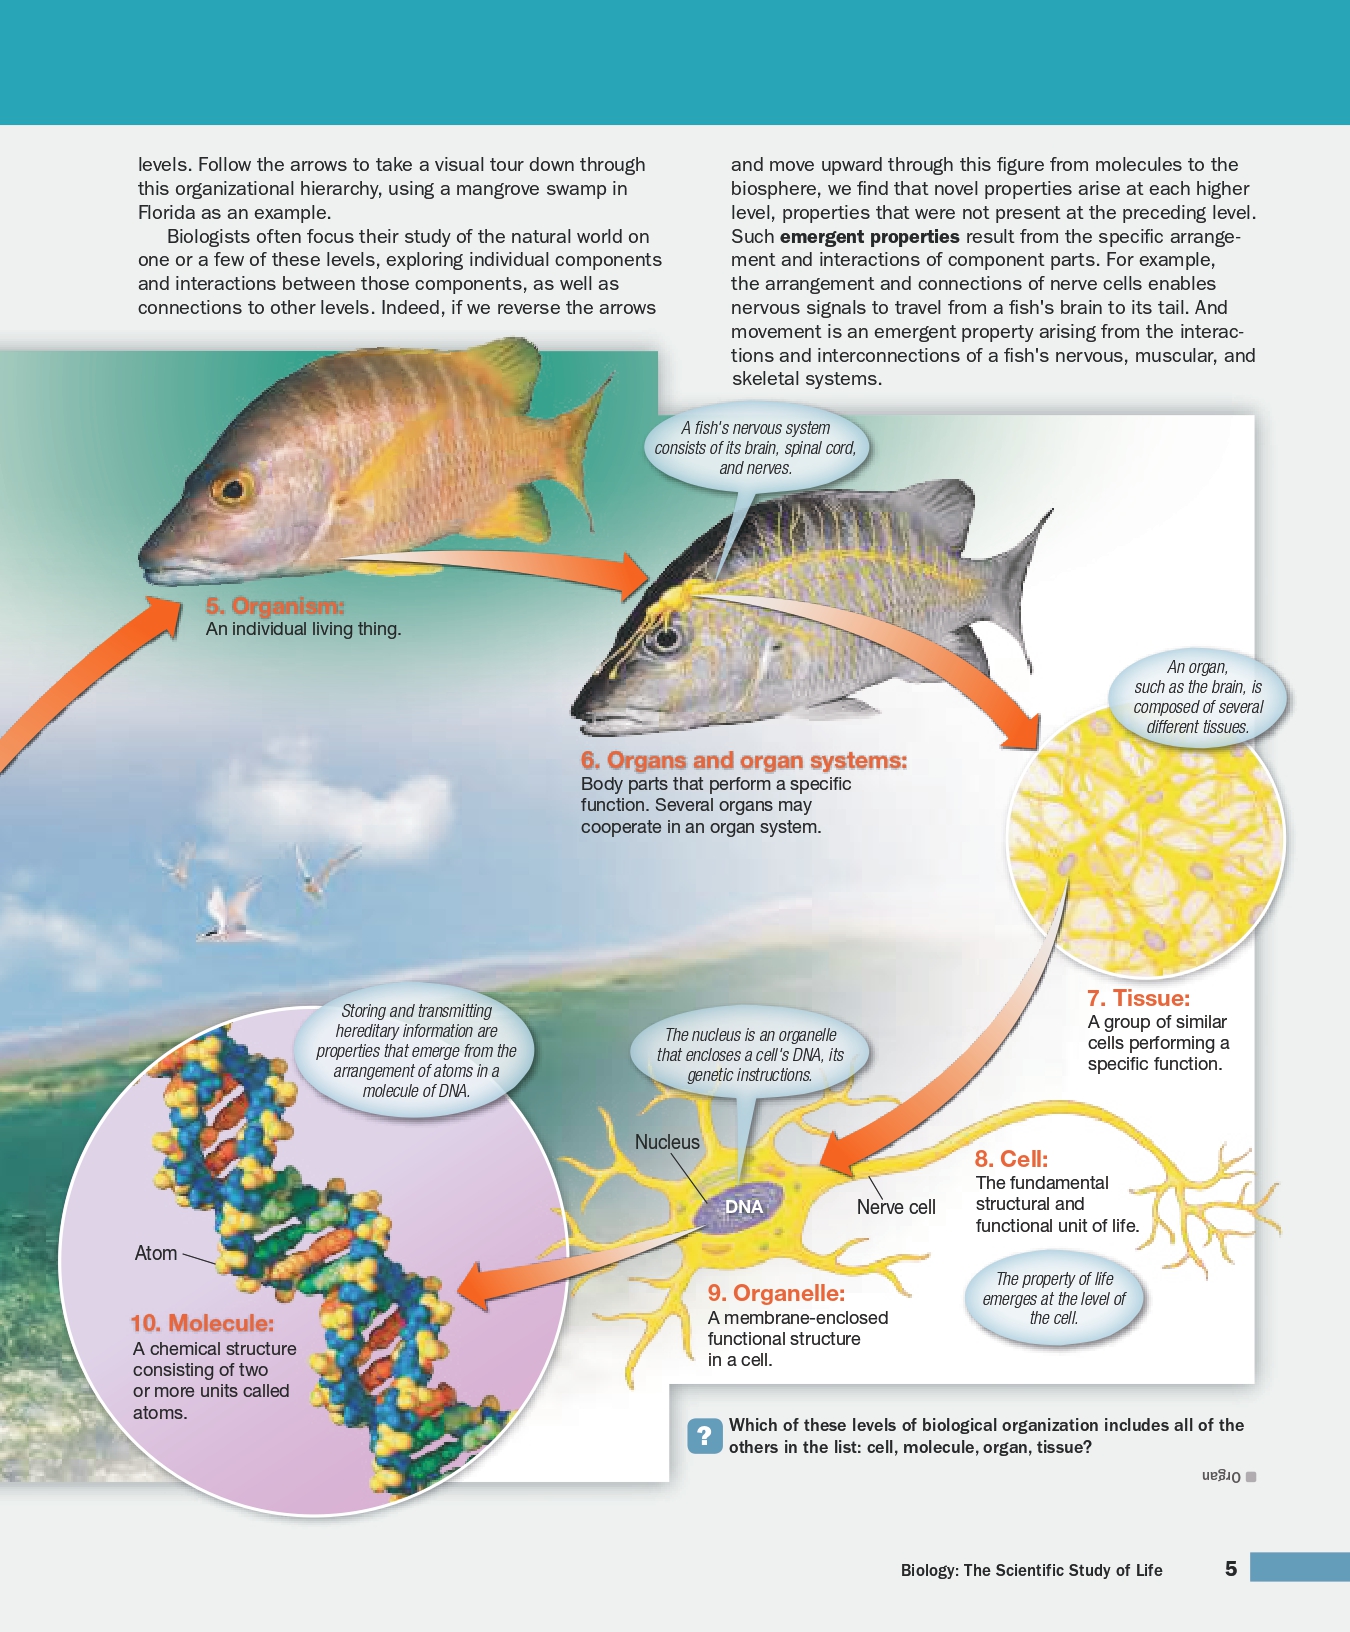 levels. Follow the arrows to take a visual tour down through
this organizational hierarchy, using a mangrove swamp in
Florida as an example.
Biologists often focus their study of the natural world on
one or a few of these levels, exploring individual components
and interactions between those components, as well as
connections to other levels. Indeed, if we reverse the arrows
and move upward through this figure from molecules to the
biosphere, we find that novel properties arise at each higher
level, properties that were not present at the preceding level.
Such emergent properties result from the specific arrange-
ment and interactions of component parts. For example,
the arrangement and connections of nerve cells enables
nervous signals to travel from a fish's brain to its tail. And
movement is an emergent property arising from the interac-
tions and interconnections of a fish's nervous, muscular, and
skeletal systems.
A fish's nervous system
consists of its brain, spinal cord,
and nerves.
5. Organism:
An individual living thing.
An organ,
such as the brain, is
composed of several
different tissues.
6. Organs and organ systems:
Body parts that perform a specific
function. Several organs may
cooperate in an organ system.
7. Tissue:
A group of similar
cells performing a
specific function.
Storing and transmitting
hereditary information are
properties that emerge from the
arrangement of atoms in a
molecule of DNA.
The nucleus is an organelle
that encloses a cell's DNA, its
genetic instructions.
Nucleus
DNA
Nerve cell
8. Cell:
The fundamental
structural and
functional unit of life.
The property of life
emerges at the level of
the cell.
Atom
9. Organelle:
A membrane-enclosed
functional structure
in a cell.
10. Molecule:
A chemical structure
consisting of two
or more units called
atoms.
? Which of these levels of biological organization includes all of the
others in the list: cell, molecule, organ, tissue?
Organ
Biology: The Scientific Study of Life 5